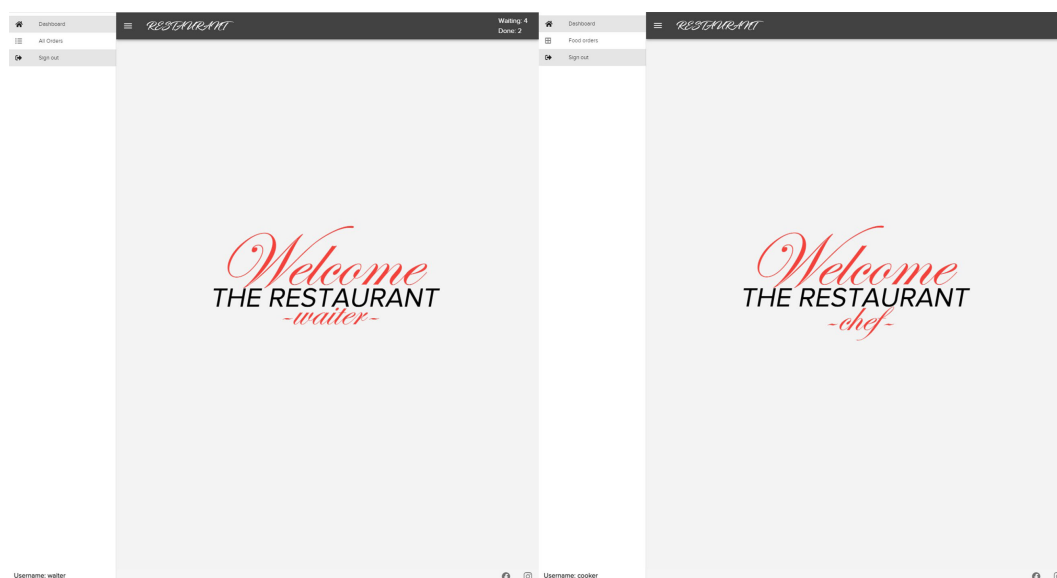 Dashboard
All Orders
Sign out
RESTAURANT
Waiting: 4
Done: 2
Welcome
THE RESTAURANT
-waiter-
Username: waiter
Dashboard
Food orders
Sign out
RESTAURANT
Welcome
THE RESTAURANT
-chef-
Username: cooker